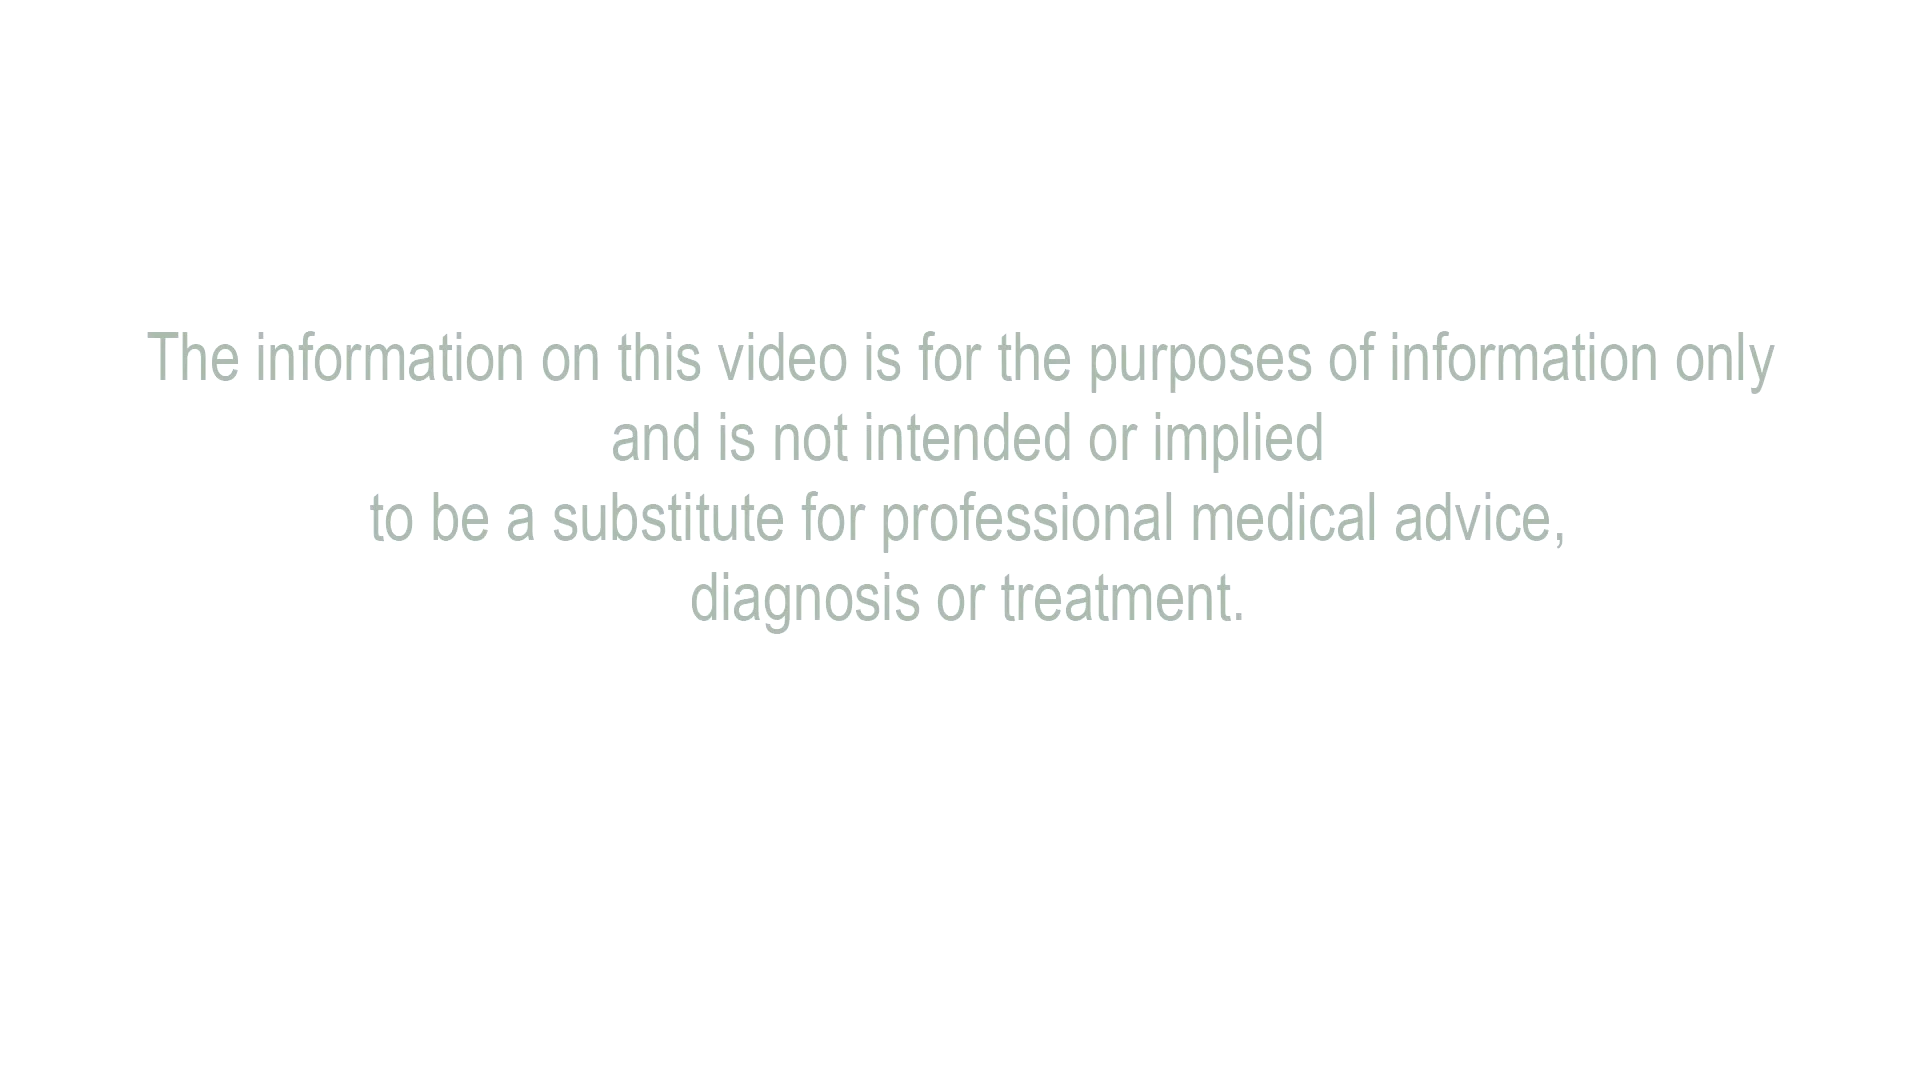 The information on this video is for the purposes of information only
and is not intended or implied
to be a substitute for professional medical advice,
diagnosis or treatment.